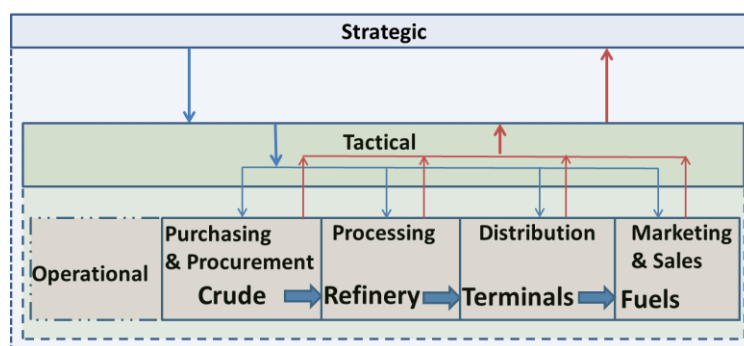 Strategic
Tactical
Operational
Purchasing
& Procurement
Crude
Processing
Refinery
Distribution
Terminals
Marketing
& Sales
Fuels